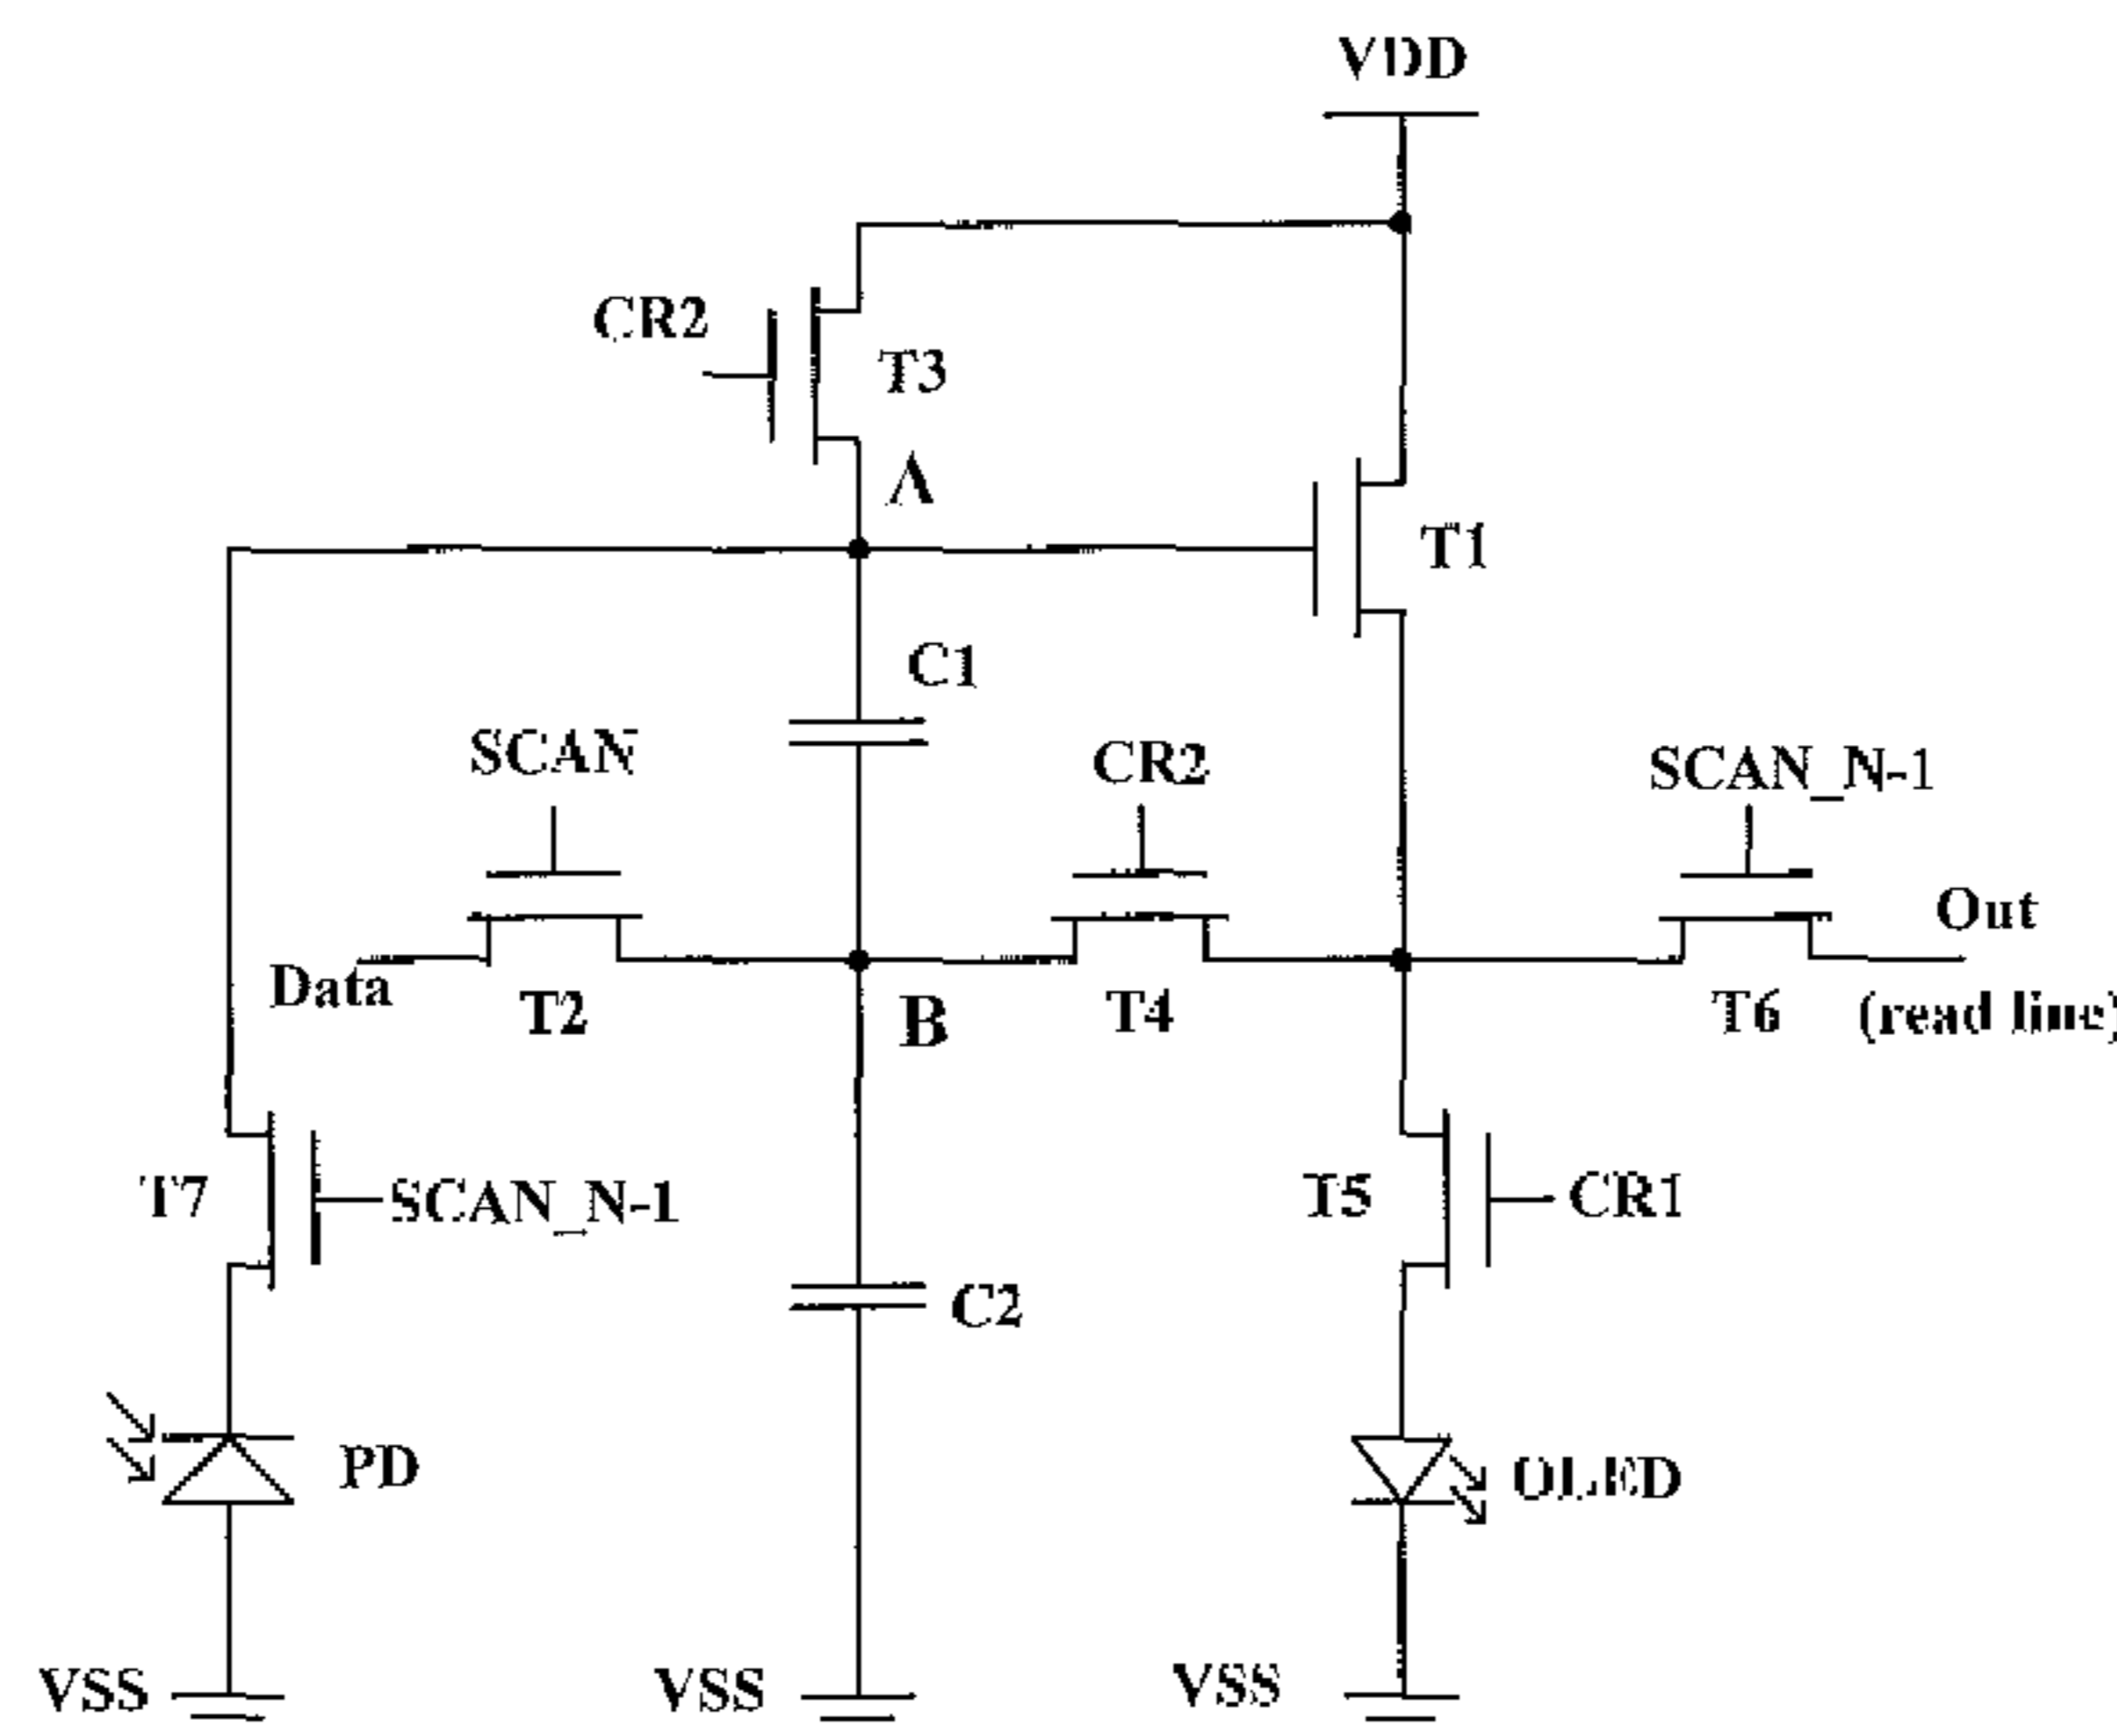 VDD
CR2
T3
A
T1
C1
SCAN
CR2
SCAN_N-1
Out
Data
T2
B
T4
T6
(read line)
T7
SCAN_N-1
T5
CR1
C2
PD
OLED
VSS
VSS
VSS